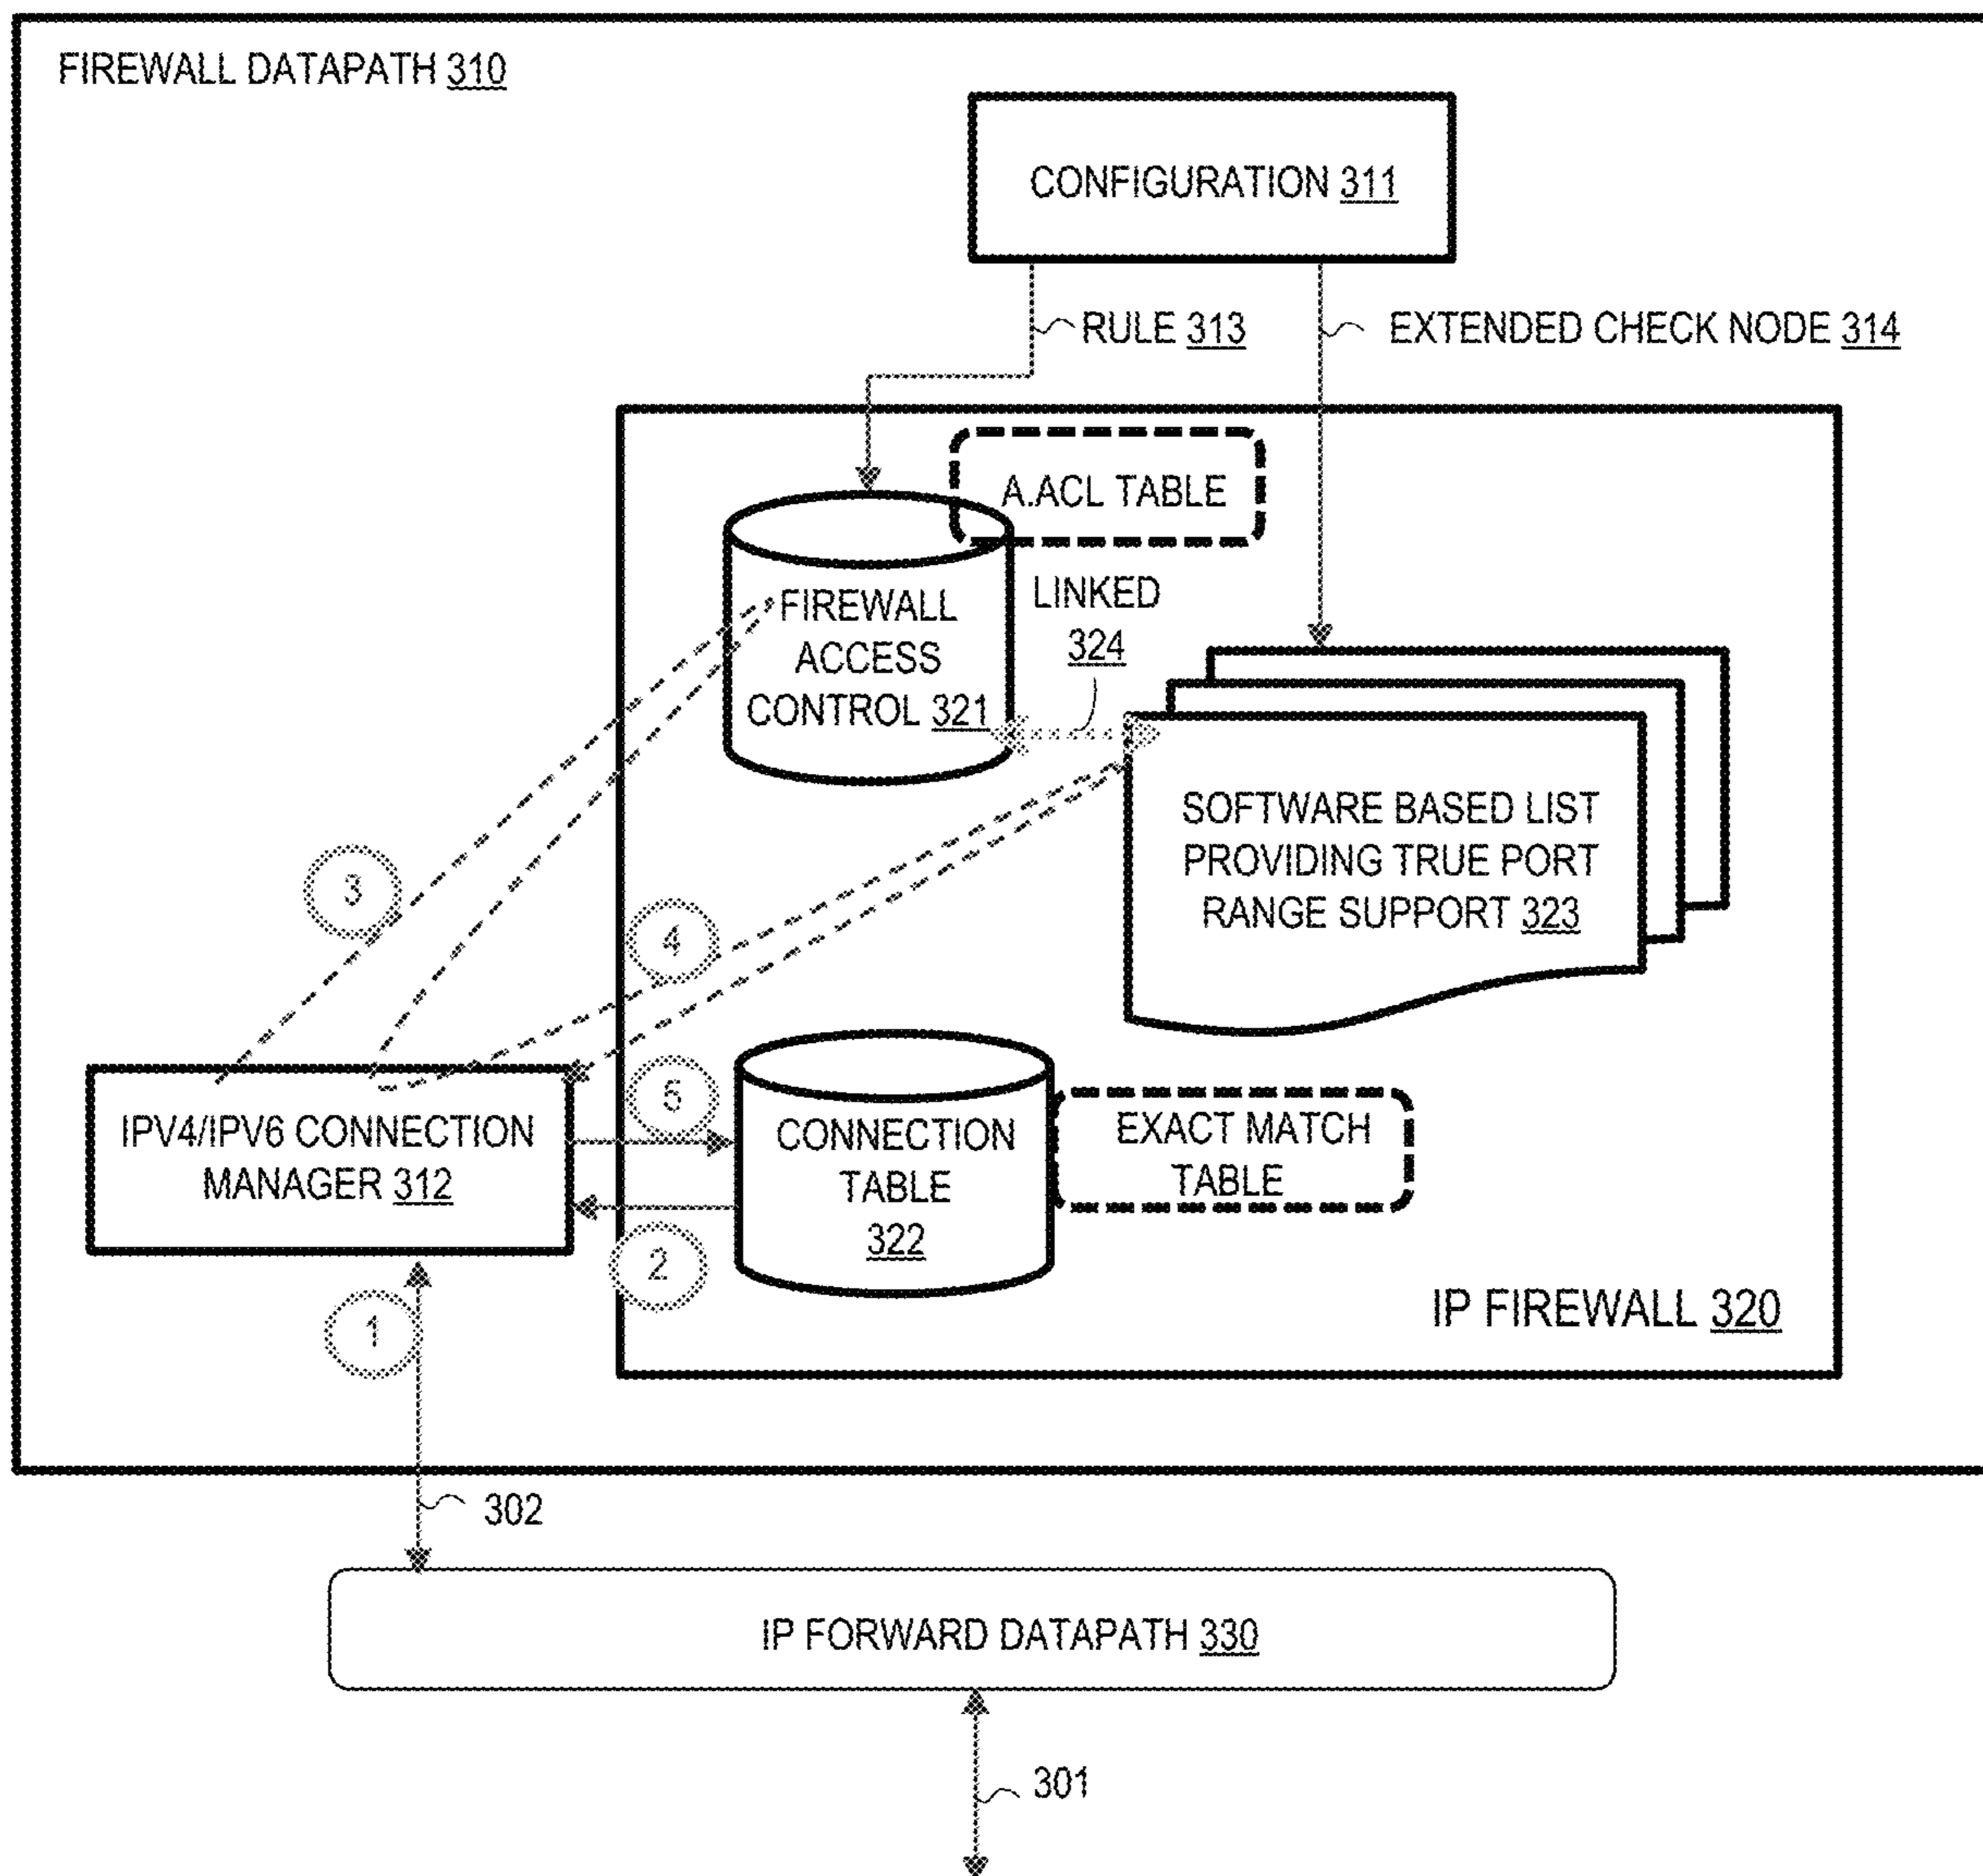 FIREWALL DATAPATH 310
CONFIGURATION 311
RULE 313
EXTENDED CHECK NODE 314
A.ACL TABLE
LINKED
324
FIREWALL
ACCESS
CONTROL 321
SOFTWARE BASED LIST
PROVIDING TRUE PORT
RANGE SUPPORT 323
3
4
5
IPV4/IPV6 CONNECTION
MANAGER 312
CONNECTION
TABLE
322
EXACT MATCH
TABLE
2
1
IP FIREWALL 320
302
IP FORWARD DATAPATH 330
301